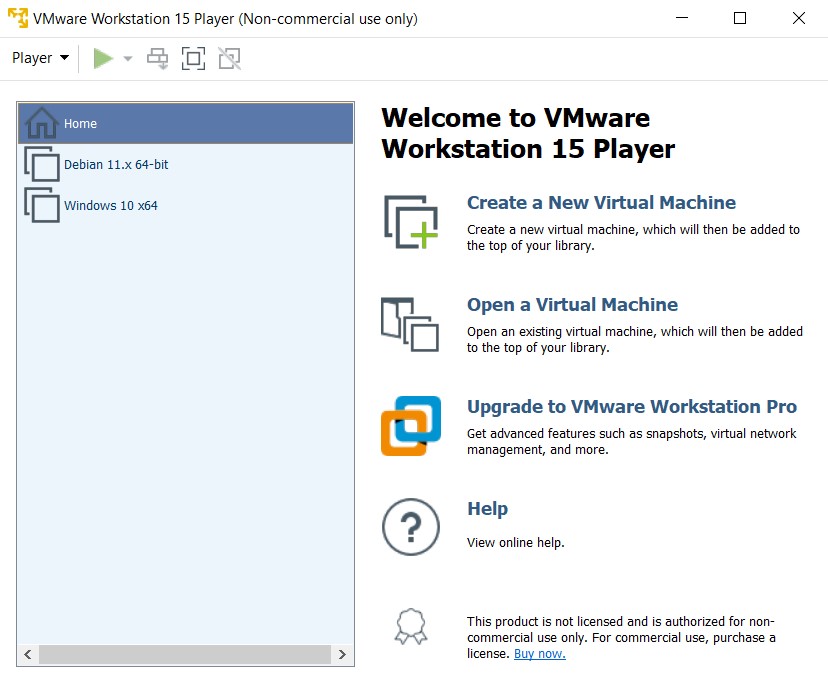 VMware Workstation 15 Player (Non-commercial use only)
Player
Home
Debian 11.x 64-bit
Windows 10 x64
Welcome to VMware
Workstation 15 Player
Create a New Virtual Machine
Create a new virtual machine, which will then be added to
the top of your library.
Open a Virtual Machine
Open an existing virtual machine, which will then be added
to the top of your library.
Upgrade to VMware Workstation Pro
Get advanced features such as snapshots, virtual network
management, and more.
?
Help
View online help.
This product is not licensed and is authorized for non-
commercial use only. For commercial use, purchase a
license. Buy now.